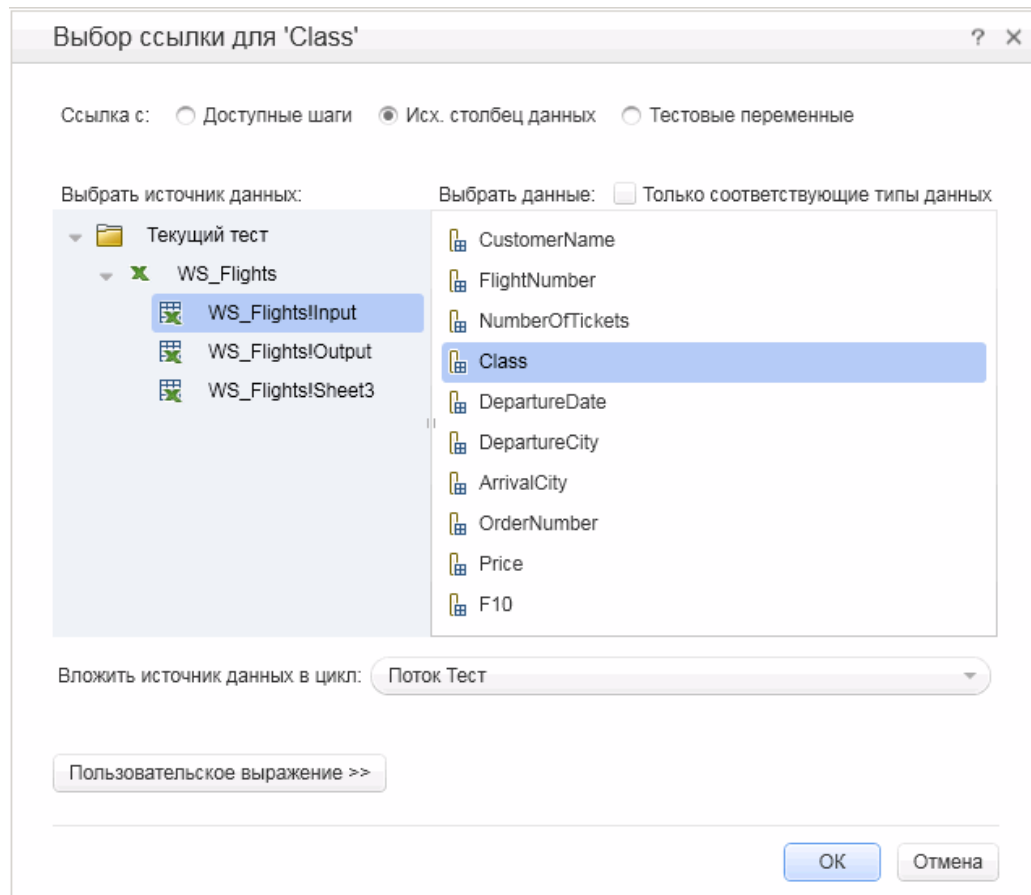 Выбор ссылки для 'Class'
Ссылка с: Доступные шаги Исх. столбец данных Тестовые переменные
Выбрать источник данных: Выбрать данные: Только соответствующие типы данных
Текущий тест
WS_Flights
WS_Flights!Input
WS_Flights!Output
WS_Flights!Sheet3
CustomerName
FlightNumber
NumberOfTickets
Class
DepartureDate
DepartureCity
ArrivalCity
OrderNumber
Price
F10
Вложить источник данных в цикл: Поток Тест
Пользовательское выражение >>
ОК Отмена